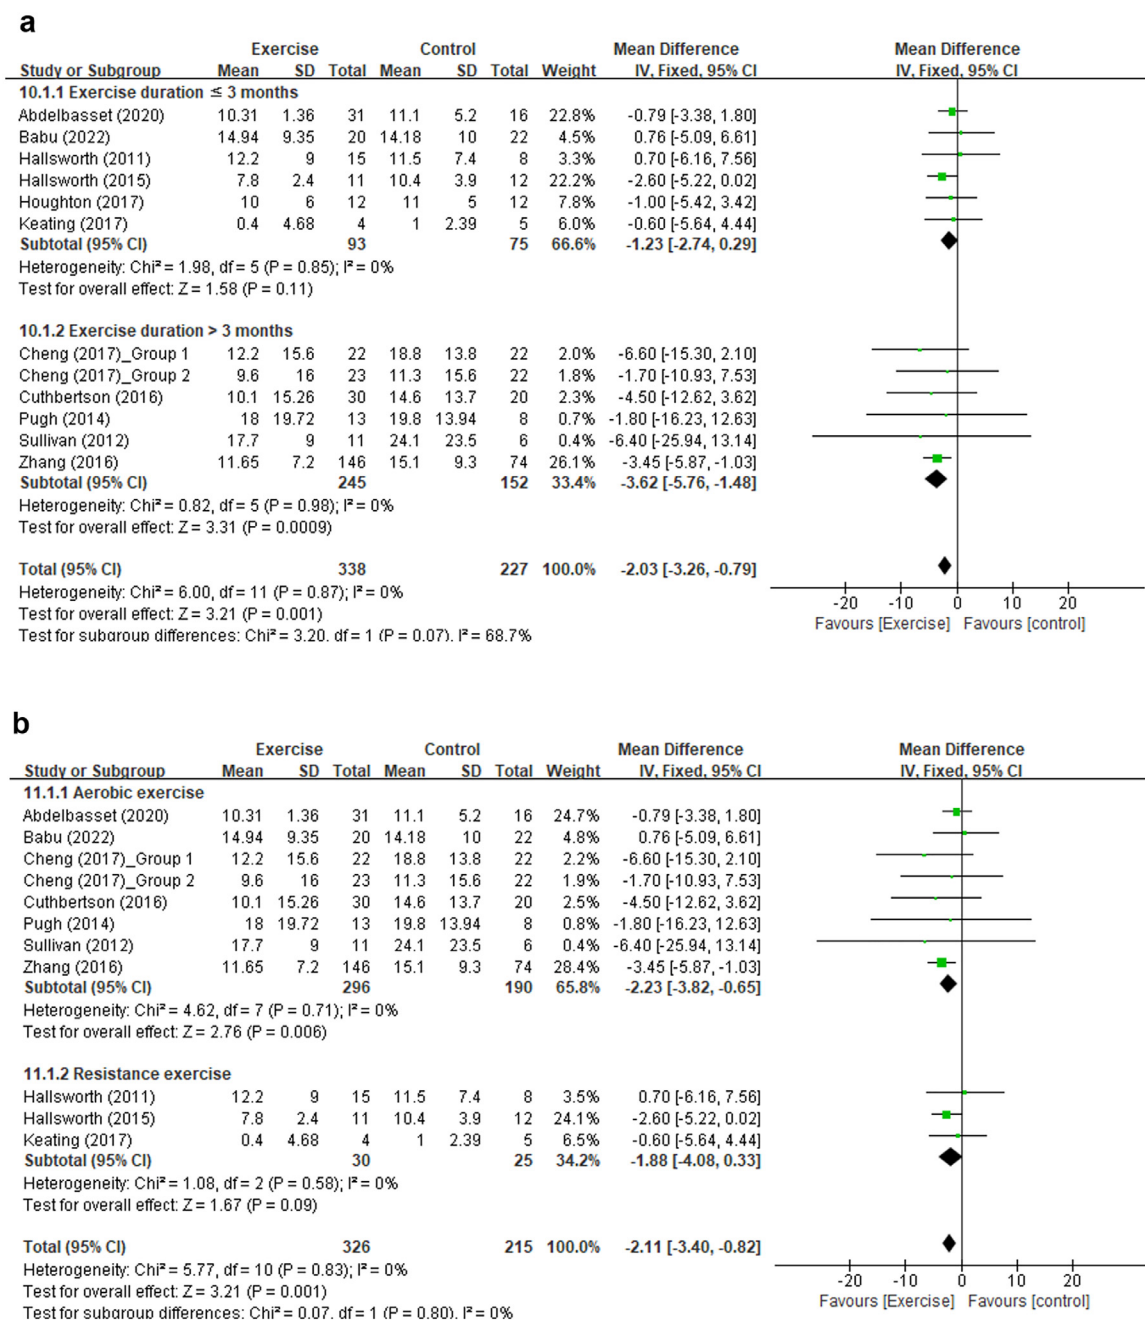 a
Exercise Control Mean Difference Mean Difference
Study or Subgroup Mean SD Total Mean SD Total Weight IV, Fixed, 95% CI IV, Fixed, 95% CI
10.1.1 Exercise duration ≤ 3 months
Abdelbasset (2020) 10.31 1.36 31 11.1 5.2 16 22.8% -0.79 [-3.38, 1.80]
Babu (2022) 14.94 9.35 20 14.18 10 22 4.5% 0.76 [-5.09, 6.61]
Hallsworth (2011) 12.2 9 15 11.5 7.4 8 3.3% 0.70 [-6.16, 7.56]
Hallsworth (2015) 7.8 2.4 11 10.4 3.9 12 22.2% -2.60 [-5.22, 0.02]
Houghton (2017) 10 6 12 11 5 12 7.8% -1.00 [-5.42, 3.42]
Keating (2017) 0.4 4.68 4 1 2.39 5 6.0% -0.60 [-5.64, 4.44]
Subtotal (95% CI) 93 75 66.6% -1.23 [-2.74, 0.29]
Heterogeneity: Chi² = 1.98, df = 5 (P = 0.85); I² = 0%
Test for overall effect: Z = 1.58 (P = 0.11)
10.1.2 Exercise duration > 3 months
Cheng (2017)_Group 1 12.2 15.6 22 18.8 13.8 22 2.0% -6.60 [-15.30, 2.10]
Cheng (2017)_Group 2 9.6 16 23 11.3 15.6 22 1.8% -1.70 [-10.93, 7.53]
Cuthbertson (2016) 10.1 15.26 30 14.6 13.7 20 2.3% -4.50 [-12.62, 3.62]
Pugh (2014) 18 19.72 13 19.8 13.94 8 0.7% -1.80 [-16.23, 12.63]
Sullivan (2012) 17.7 9 11 24.1 23.5 6 0.4% -6.40 [-25.94, 13.14]
Zhang (2016) 11.65 7.2 146 15.1 9.3 74 26.1% -3.45 [-5.87, -1.03]
Subtotal (95% CI) 245 152 33.4% -3.62 [-5.76, -1.48]
Heterogeneity: Chi² = 0.82, df = 5 (P = 0.98); I² = 0%
Test for overall effect: Z = 3.31 (P = 0.0009)
Total (95% CI) 338 227 100.0% -2.03 [-3.26, -0.79]
Heterogeneity: Chi² = 6.00, df = 11 (P = 0.87); I² = 0%
Test for overall effect: Z = 3.21 (P = 0.001)
Test for subgroup differences: Chi² = 3.20, df = 1 (P = 0.07), I² = 68.7%
-20 -10 0 10 20
Favours [Exercise] Favours [control]
b
Exercise Control Mean Difference Mean Difference
Study or Subgroup Mean SD Total Mean SD Total Weight IV, Fixed, 95% CI IV, Fixed, 95% CI
11.1.1 Aerobic exercise
Abdelbasset (2020) 10.31 1.36 31 11.1 5.2 16 24.7% -0.79 [-3.38, 1.80]
Babu (2022) 14.94 9.35 20 14.18 10 22 4.8% 0.76 [-5.09, 6.61]
Cheng (2017)_Group 1 12.2 15.6 22 18.8 13.8 22 2.2% -6.60 [-15.30, 2.10]
Cheng (2017)_Group 2 9.6 16 23 11.3 15.6 22 1.9% -1.70 [-10.93, 7.53]
Cuthbertson (2016) 10.1 15.26 30 14.6 13.7 20 2.5% -4.50 [-12.62, 3.62]
Pugh (2014) 18 19.72 13 19.8 13.94 8 0.8% -1.80 [-16.23, 12.63]
Sullivan (2012) 17.7 9 11 24.1 23.5 6 0.4% -6.40 [-25.94, 13.14]
Zhang (2016) 11.65 7.2 146 15.1 9.3 74 28.4% -3.45 [-5.87, -1.03]
Subtotal (95% CI) 296 190 65.8% -2.23 [-3.82, -0.65]
Heterogeneity: Chi² = 4.62, df = 7 (P = 0.71); I² = 0%
Test for overall effect: Z = 2.76 (P = 0.006)
11.1.2 Resistance exercise
Hallsworth (2011) 12.2 9 15 11.5 7.4 8 3.5% 0.70 [-6.16, 7.56]
Hallsworth (2015) 7.8 2.4 11 10.4 3.9 12 24.1% -2.60 [-5.22, 0.02]
Keating (2017) 0.4 4.68 4 1 2.39 5 6.5% -0.60 [-5.64, 4.44]
Subtotal (95% CI) 30 25 34.2% -1.88 [-4.08, 0.33]
Heterogeneity: Chi² = 1.08, df = 2 (P = 0.58); I² = 0%
Test for overall effect: Z = 1.67 (P = 0.09)
Total (95% CI) 326 215 100.0% -2.11 [-3.40, -0.82]
Heterogeneity: Chi² = 5.77, df = 10 (P = 0.83); I² = 0%
Test for overall effect: Z = 3.21 (P = 0.001)
Test for subgroup differences: Chi² = 0.07, df = 1 (P = 0.80), I² = 0%
-20 -10 0 10 20
Favours [Exercise] Favours [control]